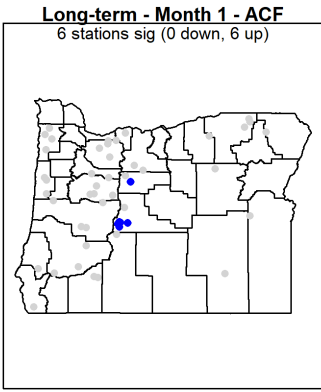 Long-term - Month 1 - ACF
6 stations sig (0 down, 6 up)